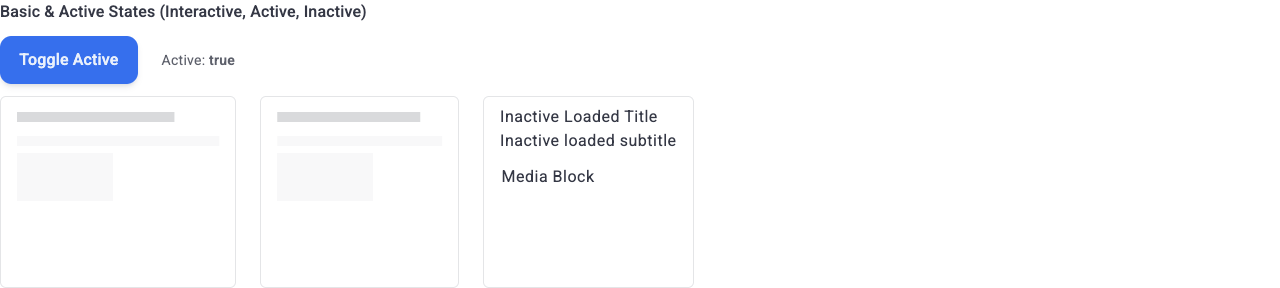 Basic & Active States (Interactive, Active, Inactive)
Toggle Active
Active: true
Inactive Loaded Title
Inactive loaded subtitle
Media Block